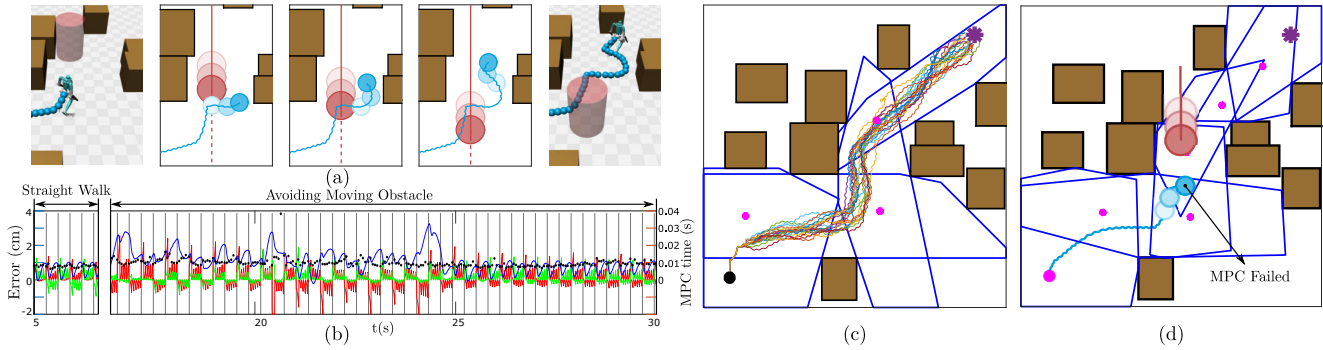 (a)
Straight Walk
Avoiding Moving Obstacle
Error (cm)
4
2
0
-2
0.04
0.03
0.02
0.01
0
MPC time (s)
5
20
25
30
t(s)
(b)
(c)
MPC Failed
(d)